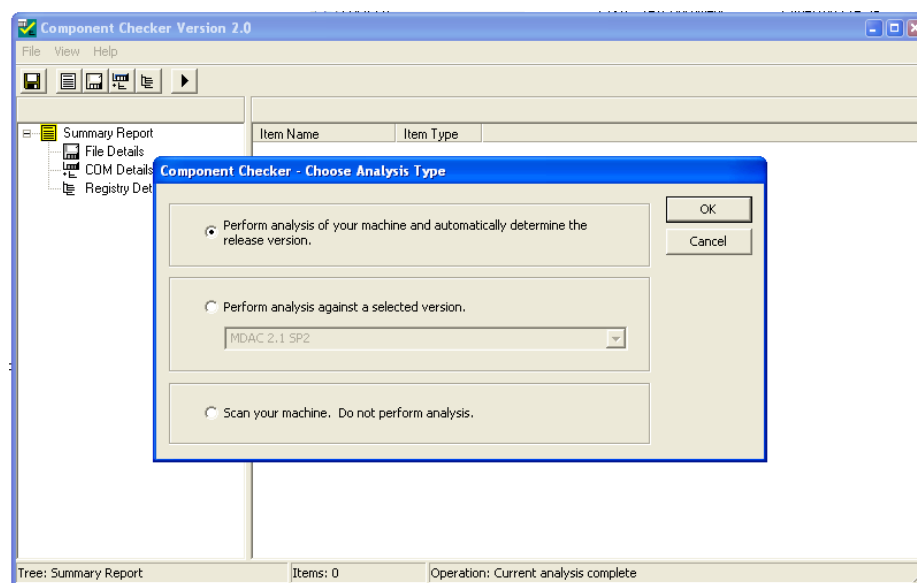 Component Checker Version 2.0
File View Help
Item Name Item Type
Summary Report
File Details
COM Details
Registry Det
Component Checker - Choose Analysis Type
Perform analysis of your machine and automatically determine the
release version.
OK
Cancel
Perform analysis against a selected version.
MDAC 2.1 SP2
Scan your machine. Do not perform analysis.
Tree: Summary Report
Items: 0
Operation: Current analysis complete